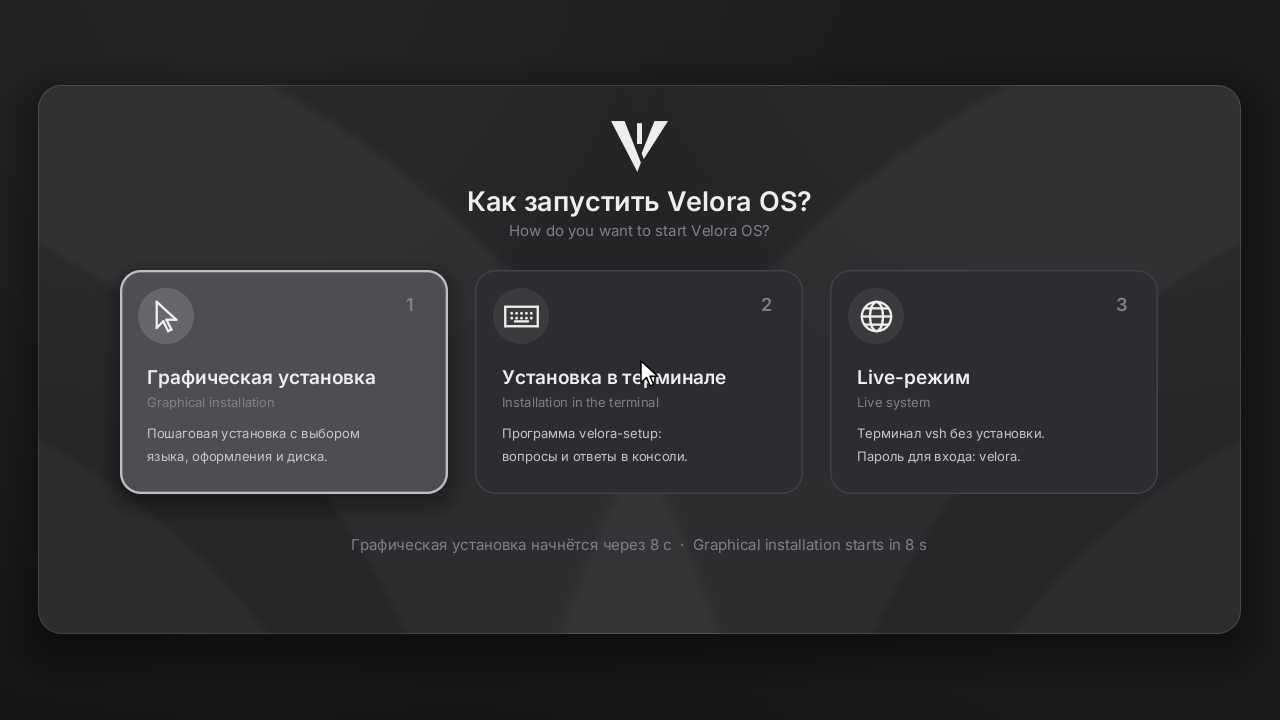 Как запустить Velora OS?
How do you want to start Velora OS?
1
Графическая установка
Graphical installation
Пошаговая установка с выбором
языка, оформления и диска.
2
Установка в терминале
Installation in the terminal
Программа velora-setup:
вопросы и ответы в консоли.
3
Live-режим
Live system
Терминал vsh без установки.
Пароль для входа: velora.
Графическая установка начнётся через 8 с · Graphical installation starts in 8 s